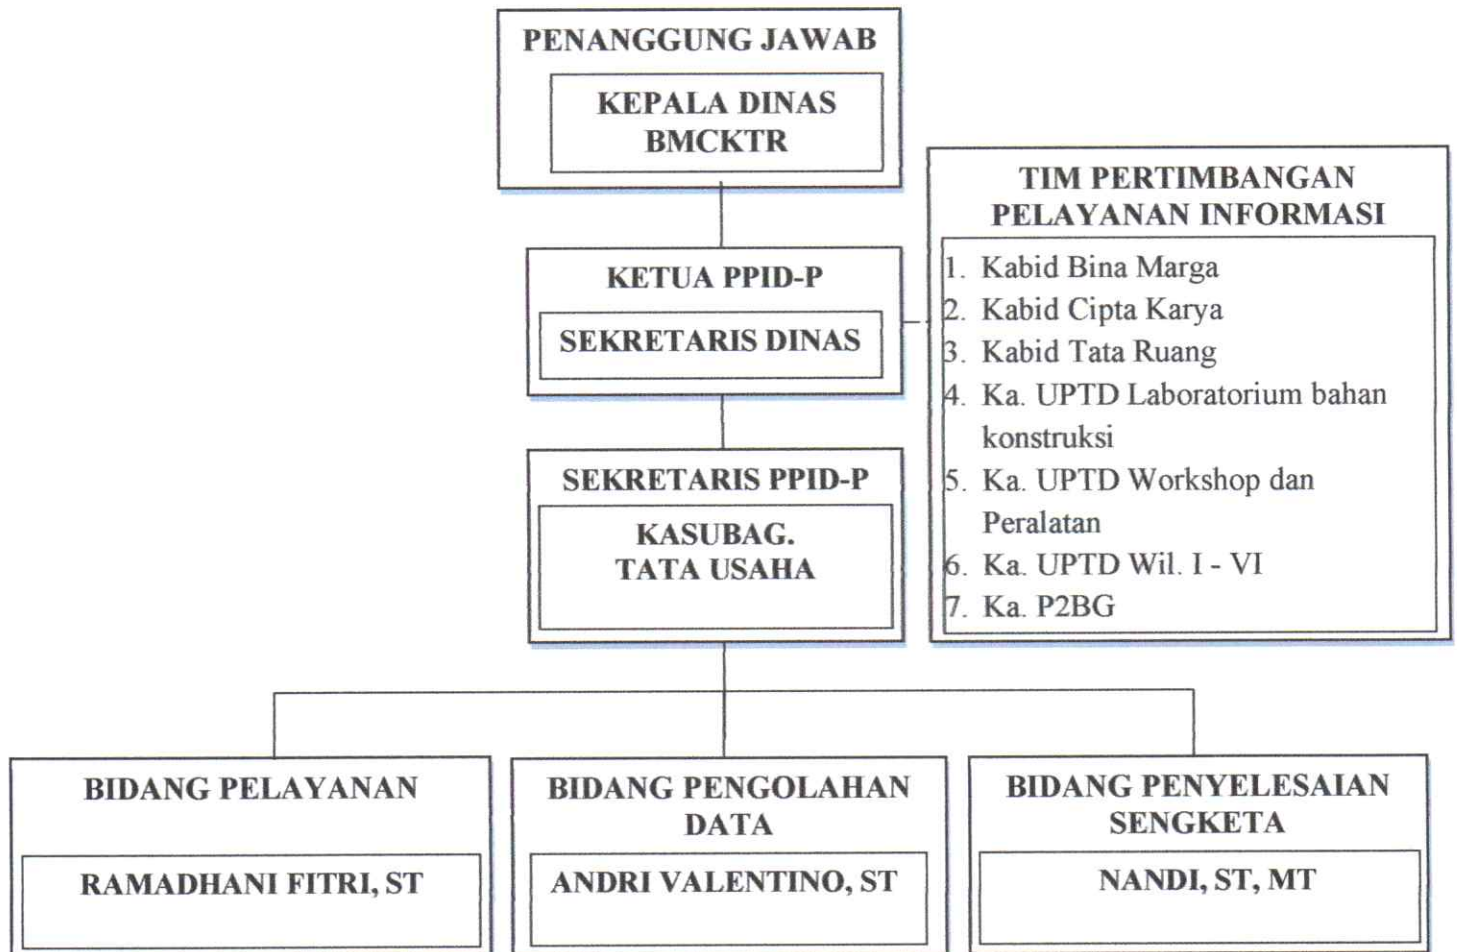 PENANGGUNG JAWAB
KEPALA DINAS
BMCKTR
TIM PERTIMBANGAN
PELAYANAN INFORMASI
1. Kabid Bina Marga
2. Kabid Cipta Karya
3. Kabid Tata Ruang
4. Ka. UPTD Laboratorium bahan
konstruksi
5. Ka. UPTD Workshop dan
Peralatan
6. Ka. UPTD Wil. I - VI
7. Ka. P2BG
KETUA PPID-P
SEKRETARIS DINAS
SEKRETARIS PPID-P
KASUBAG.
TATA USAHA
BIDANG PELAYANAN
RAMADHANI FITRI, ST
BIDANG PENGOLAHAN
DATA
ANDRI VALENTINO, ST
BIDANG PENYELESAIAN
SENGKETA
NANDI, ST, MT